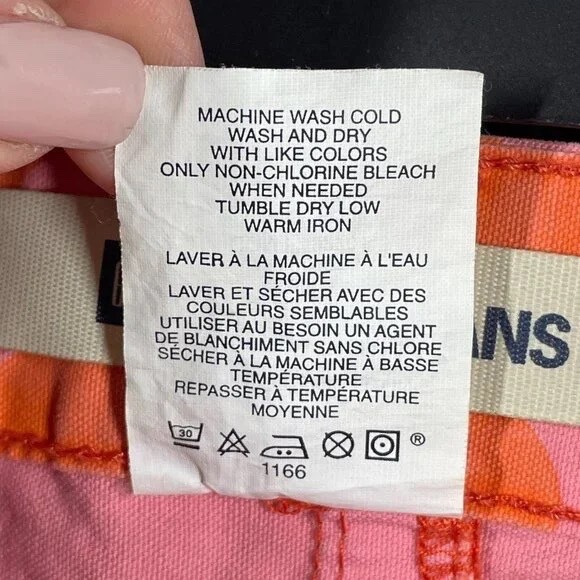 MACHINE WASH COLD
WASH AND DRY
WITH LIKE COLORS
ONLY NON-CHLORINE BLEACH
WHEN NEEDED
TUMBLE DRY LOW
WARM IRON
LAVER À LA MACHINE À L'EAU
FROIDE
LAVER ET SÉCHER AVEC DES
COULEURS SEMBLABLES
UTILISER AU BESOIN UN AGENT
DE BLANCHIMENT SANS CHLORE
SÉCHER À LA MACHINE À BASSE
TEMPÉRATURE
REPASSER À TEMPÉRATURE
MOYENNE
30 ®
1166
ANS